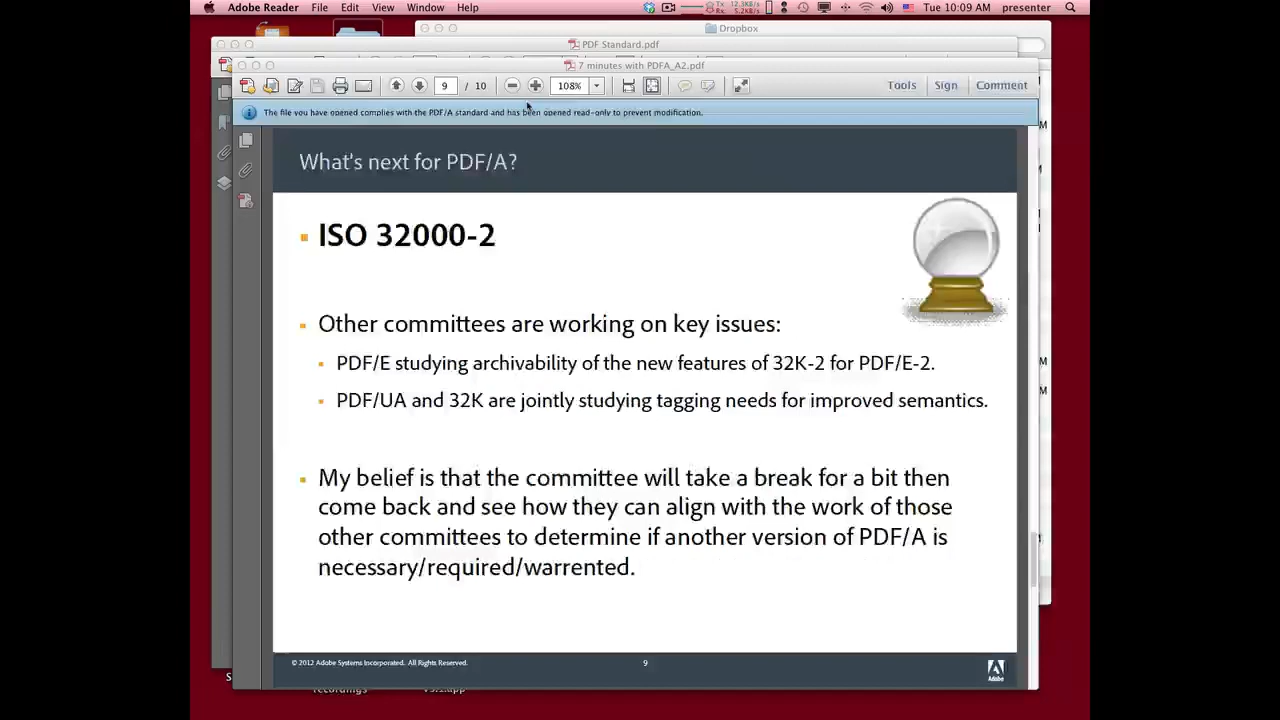 Adobe Reader File Edit View Window Help Tue 10:09 AM presenter
Dropbox
PDF Standard.pdf
7 minutes with PDFA_A2.pdf
9 / 10 108% Tools Sign Comment
The file you have opened complies with the PDF/A standard and has been opened read-only to prevent modification.
What's next for PDF/A?
ISO 32000-2
Other committees are working on key issues:
PDF/E studying archivability of the new features of 32K-2 for PDF/E-2.
PDF/UA and 32K are jointly studying tagging needs for improved semantics.
My belief is that the committee will take a break for a bit then
come back and see how they can align with the work of those
other committees to determine if another version of PDF/A is
necessary/required/warrented.
© 2012 Adobe Systems Incorporated. All Rights Reserved. 9
Adobe